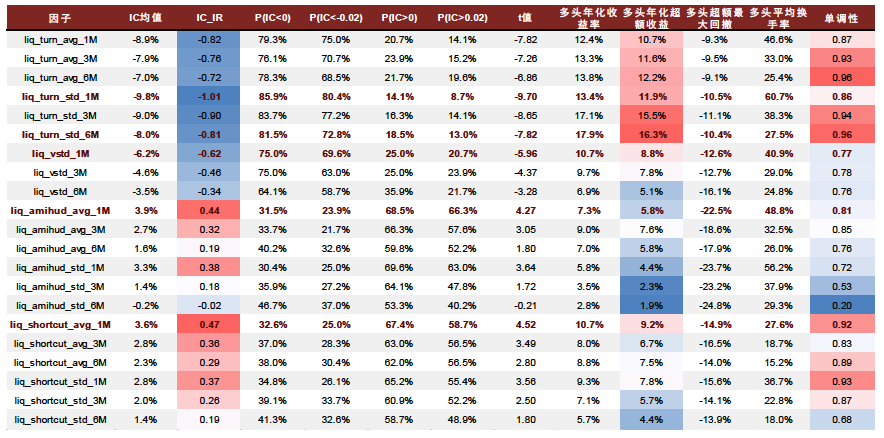 因子 IC均值 IC_IR P(IC<0) P(IC<-0.02) P(IC>0) P(IC>0.02) t值 多头年化收益率 多头年化超额收益 多头超额最大回撤 多头平均换手率 单调性
liq_turn_avg_1M -8.9% -0.82 79.3% 75.0% 20.7% 14.1% -7.82 12.4% 10.7% -9.3% 46.6% 0.87
liq_turn_avg_3M -7.9% -0.76 76.1% 70.7% 23.9% 15.2% -7.26 13.3% 11.6% -9.5% 33.0% 0.93
liq_turn_avg_6M -7.0% -0.72 78.3% 68.5% 21.7% 19.6% -6.86 13.8% 12.2% -9.1% 25.4% 0.96
liq_turn_std_1M -9.8% -1.01 85.9% 80.4% 14.1% 8.7% -9.70 13.4% 11.9% -10.5% 60.7% 0.86
liq_turn_std_3M -9.0% -0.90 83.7% 77.2% 16.3% 14.1% -8.65 17.1% 15.5% -11.1% 38.3% 0.94
liq_turn_std_6M -8.0% -0.81 81.5% 72.8% 18.5% 13.0% -7.82 17.9% 16.3% -10.4% 27.5% 0.96
liq_vstd_1M -6.2% -0.62 75.0% 69.6% 25.0% 20.7% -5.96 10.7% 8.8% -12.6% 40.9% 0.77
liq_vstd_3M -4.6% -0.46 75.0% 63.0% 25.0% 23.9% -4.37 9.7% 7.8% -12.7% 29.0% 0.78
liq_vstd_6M -3.5% -0.34 64.1% 58.7% 35.9% 21.7% -3.28 6.9% 5.1% -16.1% 24.8% 0.76
liq_amihud_avg_1M 3.9% 0.44 31.5% 23.9% 68.5% 66.3% 4.27 7.3% 5.8% -22.5% 48.8% 0.81
liq_amihud_avg_3M 2.7% 0.32 33.7% 21.7% 66.3% 57.6% 3.05 9.0% 7.6% -18.6% 32.5% 0.85
liq_amihud_avg_6M 1.6% 0.19 40.2% 32.6% 59.8% 52.2% 1.80 7.0% 5.8% -17.9% 26.0% 0.76
liq_amihud_std_1M 3.3% 0.38 30.4% 25.0% 69.6% 63.0% 3.64 5.8% 4.4% -23.7% 56.2% 0.72
liq_amihud_std_3M 1.4% 0.18 35.9% 27.2% 64.1% 47.8% 1.72 3.5% 2.3% -23.2% 37.9% 0.53
liq_amihud_std_6M -0.2% -0.02 46.7% 37.0% 53.3% 40.2% -0.21 2.8% 1.9% -24.8% 29.3% 0.20
liq_shortcut_avg_1M 3.6% 0.47 32.6% 25.0% 67.4% 58.7% 4.52 10.7% 9.2% -14.9% 27.6% 0.92
liq_shortcut_avg_3M 2.8% 0.36 37.0% 28.3% 63.0% 56.5% 3.49 8.0% 6.7% -16.5% 18.7% 0.83
liq_shortcut_avg_6M 2.3% 0.29 38.0% 30.4% 62.0% 56.5% 2.80 8.8% 7.5% -14.0% 15.2% 0.89
liq_shortcut_std_1M 2.8% 0.37 34.8% 26.1% 65.2% 55.4% 3.56 9.3% 7.8% -15.6% 36.7% 0.93
liq_shortcut_std_3M 2.0% 0.26 39.1% 33.7% 60.9% 52.2% 2.50 7.1% 5.7% -14.1% 22.8% 0.87
liq_shortcut_std_6M 1.4% 0.19 41.3% 32.6% 58.7% 48.9% 1.80 5.7% 4.4% -13.9% 18.0% 0.68